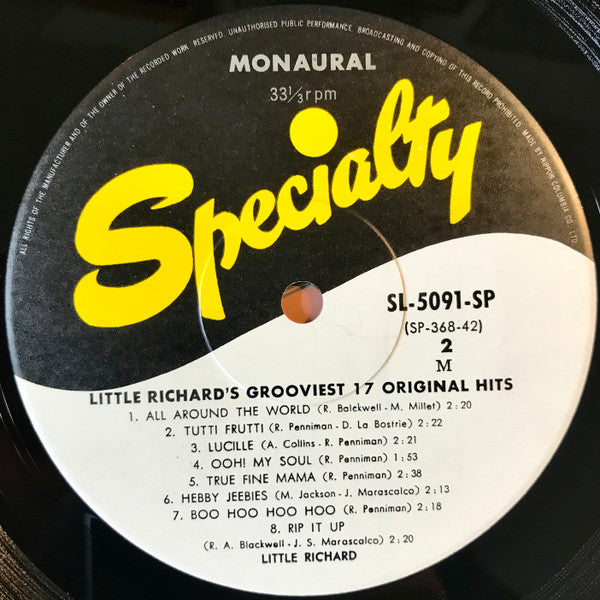 ALL RIGHTS OF THE MANUFACTURER AND OF THE OWNER OF THE RECORDED WORK RESERVED. UNAUTHORISED PUBLIC PERFORMANCE, BROADCASTING AND COPYING OF THIS RECORD PROHIBITED. MADE BY NIPPON COLUMBIA CO., LTD.
MONAURAL
33 1/3 rpm
Specialty
SL-5091-SP
(SP-368-42)
2
M
LITTLE RICHARD'S GROOVIEST 17 ORIGINAL HITS
1. ALL AROUND THE WORLD (R. Balckwell - M. Millet) 2:20
2. TUTTI FRUTTI (R. Penniman - D. La Bostrie) 2:22
3. LUCILLE (A. Collins - R. Penniman) 2:21
4. OOH! MY SOUL (R. Penniman) 1:53
5. TRUE FINE MAMA (R. Penniman) 2:38
6. HEBBY JEEBIES (M. Jackson - J. Marascalco) 2:13
7. BOO HOO HOO HOO (R. Penniman) 2:18
8. RIP IT UP
(R. A. Blackwell - J. S. Marascalco) 2:20
LITTLE RICHARD